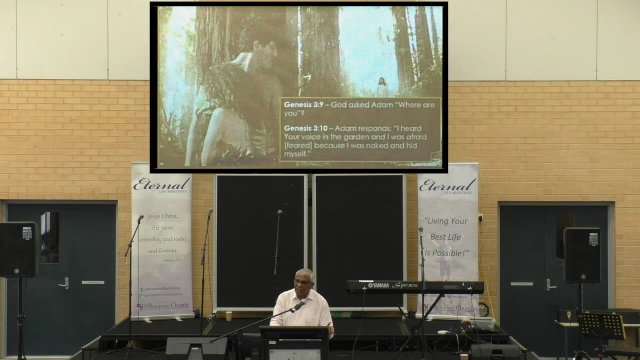 Genesis 3:9 – God asked Adam "Where are
you"?
Genesis 3:10 – Adam responds: "I heard
Your voice in the garden and I was afraid
[feared] because I was naked and hid
myself."
Eternal
Jesus Christ,
the same
yesterday, and today,
and forever.
Eternal
"Living Your
Best Life
is Possible!"
YAMAHA